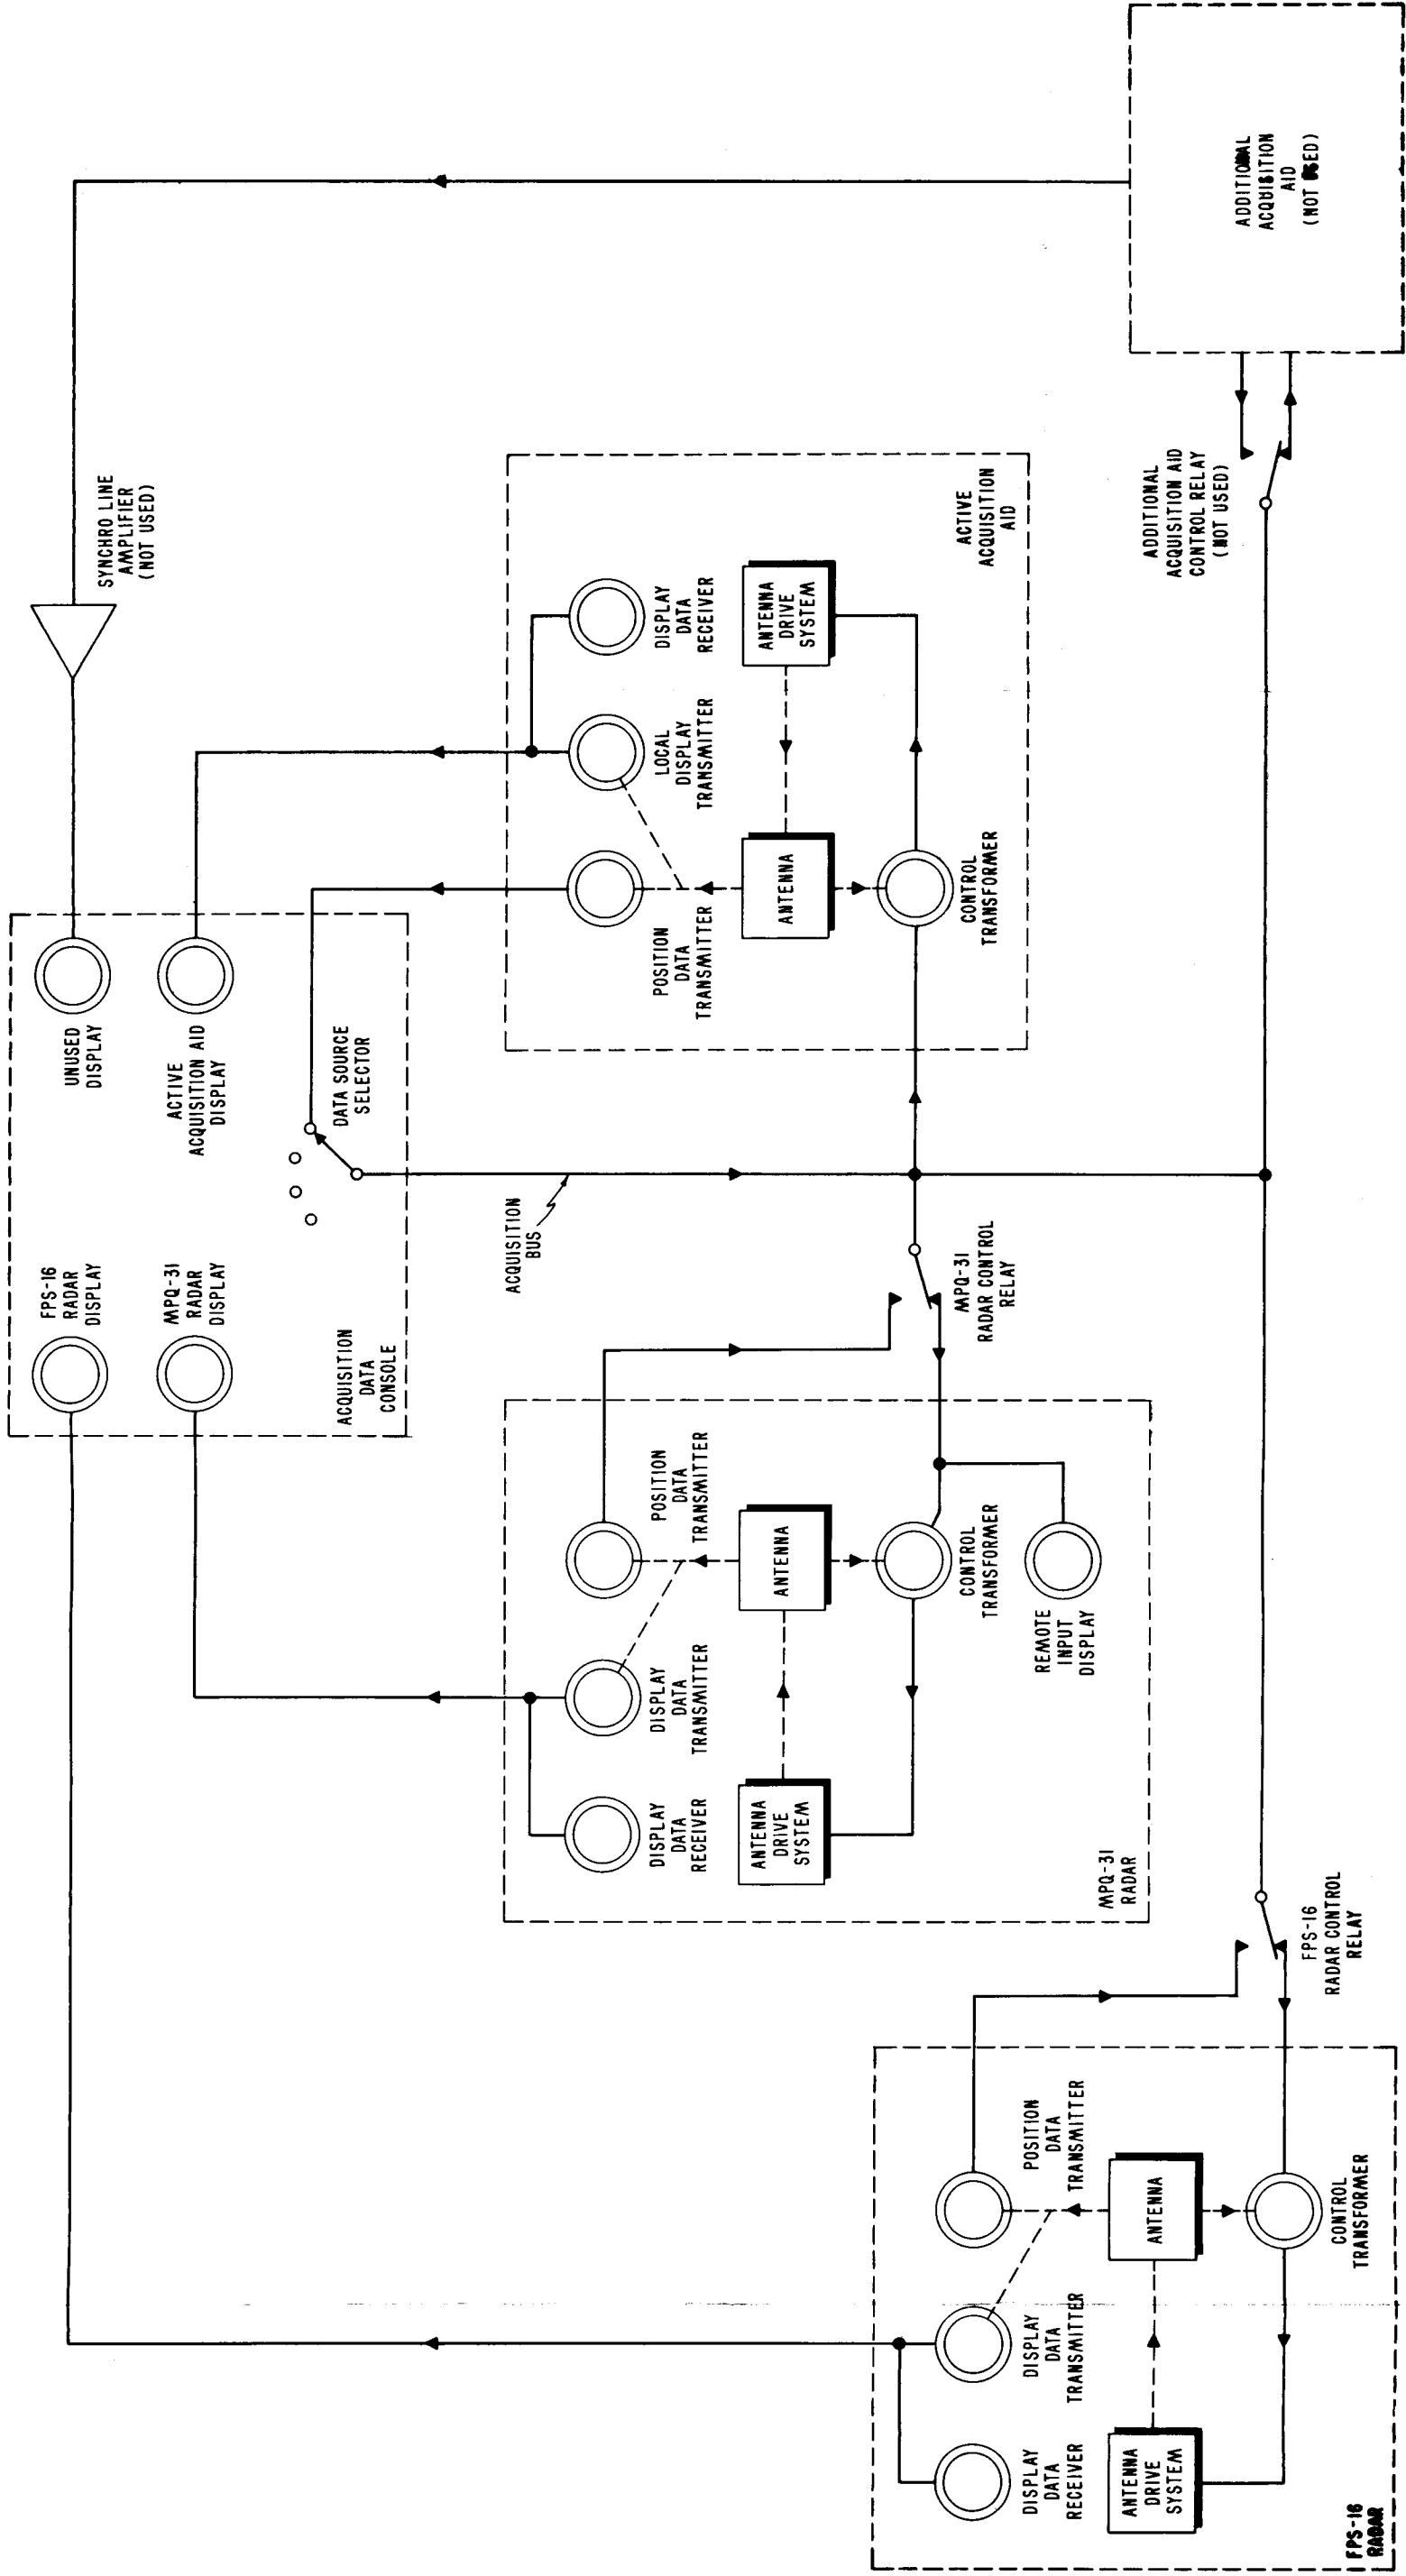 FPS-16
RADAR
DISPLAY
MPQ-31
RADAR
DISPLAY
ACQUISITION
DATA
CONSOLE
UNUSED
DISPLAY
ACTIVE
ACQUISITION AID
DISPLAY
DATA SOURCE
SELECTOR
SYNCHRO LINE
AMPLIFIER
(NOT USED)
ACQUISITION
BUS
DISPLAY
DATA
RECEIVER
DISPLAY
DATA
TRANSMITTER
POSITION
DATA
TRANSMITTER
ANTENNA
DRIVE
SYSTEM
ANTENNA
CONTROL
TRANSFORMER
REMOTE
INPUT
DISPLAY
MPQ-31
RADAR
MPQ-31
RADAR CONTROL
RELAY
POSITION
DATA
TRANSMITTER
LOCAL
DISPLAY
TRANSMITTER
DISPLAY
DATA
RECEIVER
ANTENNA
ANTENNA
DRIVE
SYSTEM
CONTROL
TRANSFORMER
ACTIVE
ACQUISITION
AID
DISPLAY
DATA
RECEIVER
DISPLAY
DATA
TRANSMITTER
POSITION
DATA
TRANSMITTER
ANTENNA
DRIVE
SYSTEM
ANTENNA
CONTROL
TRANSFORMER
FPS-16
RADAR
FPS-16
RADAR CONTROL
RELAY
ADDITIONAL
ACQUISITION AID
CONTROL RELAY
(NOT USED)
ADDITIONAL
ACQUISITION
AID
(NOT USED)